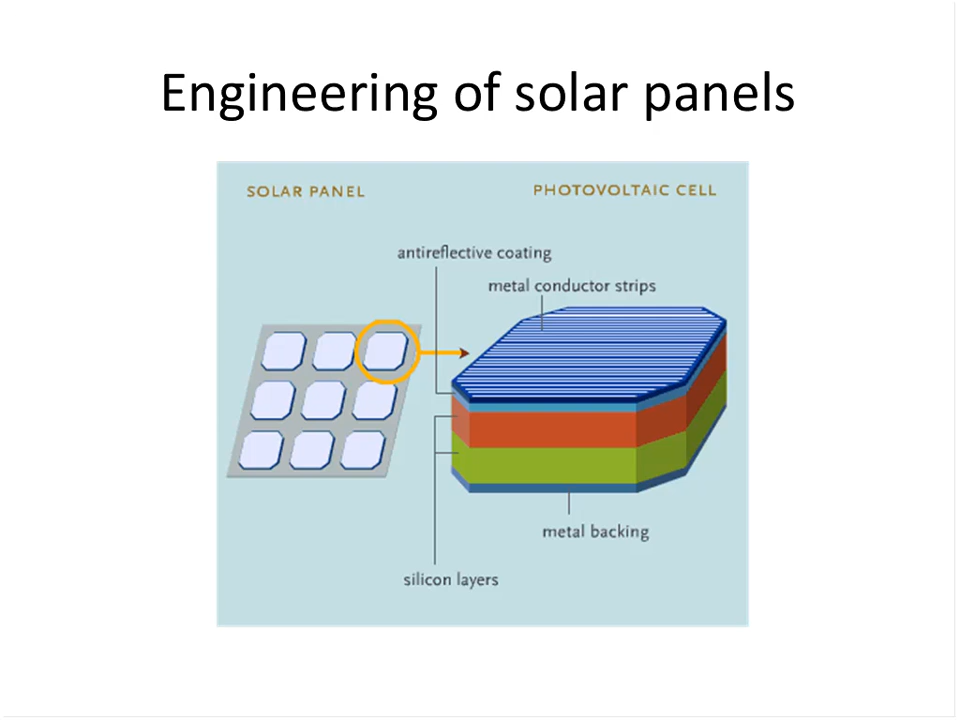 Engineering of solar panels
SOLAR PANEL
PHOTOVOLTAIC CELL
antireflective coating
metal conductor strips
metal backing
silicon layers